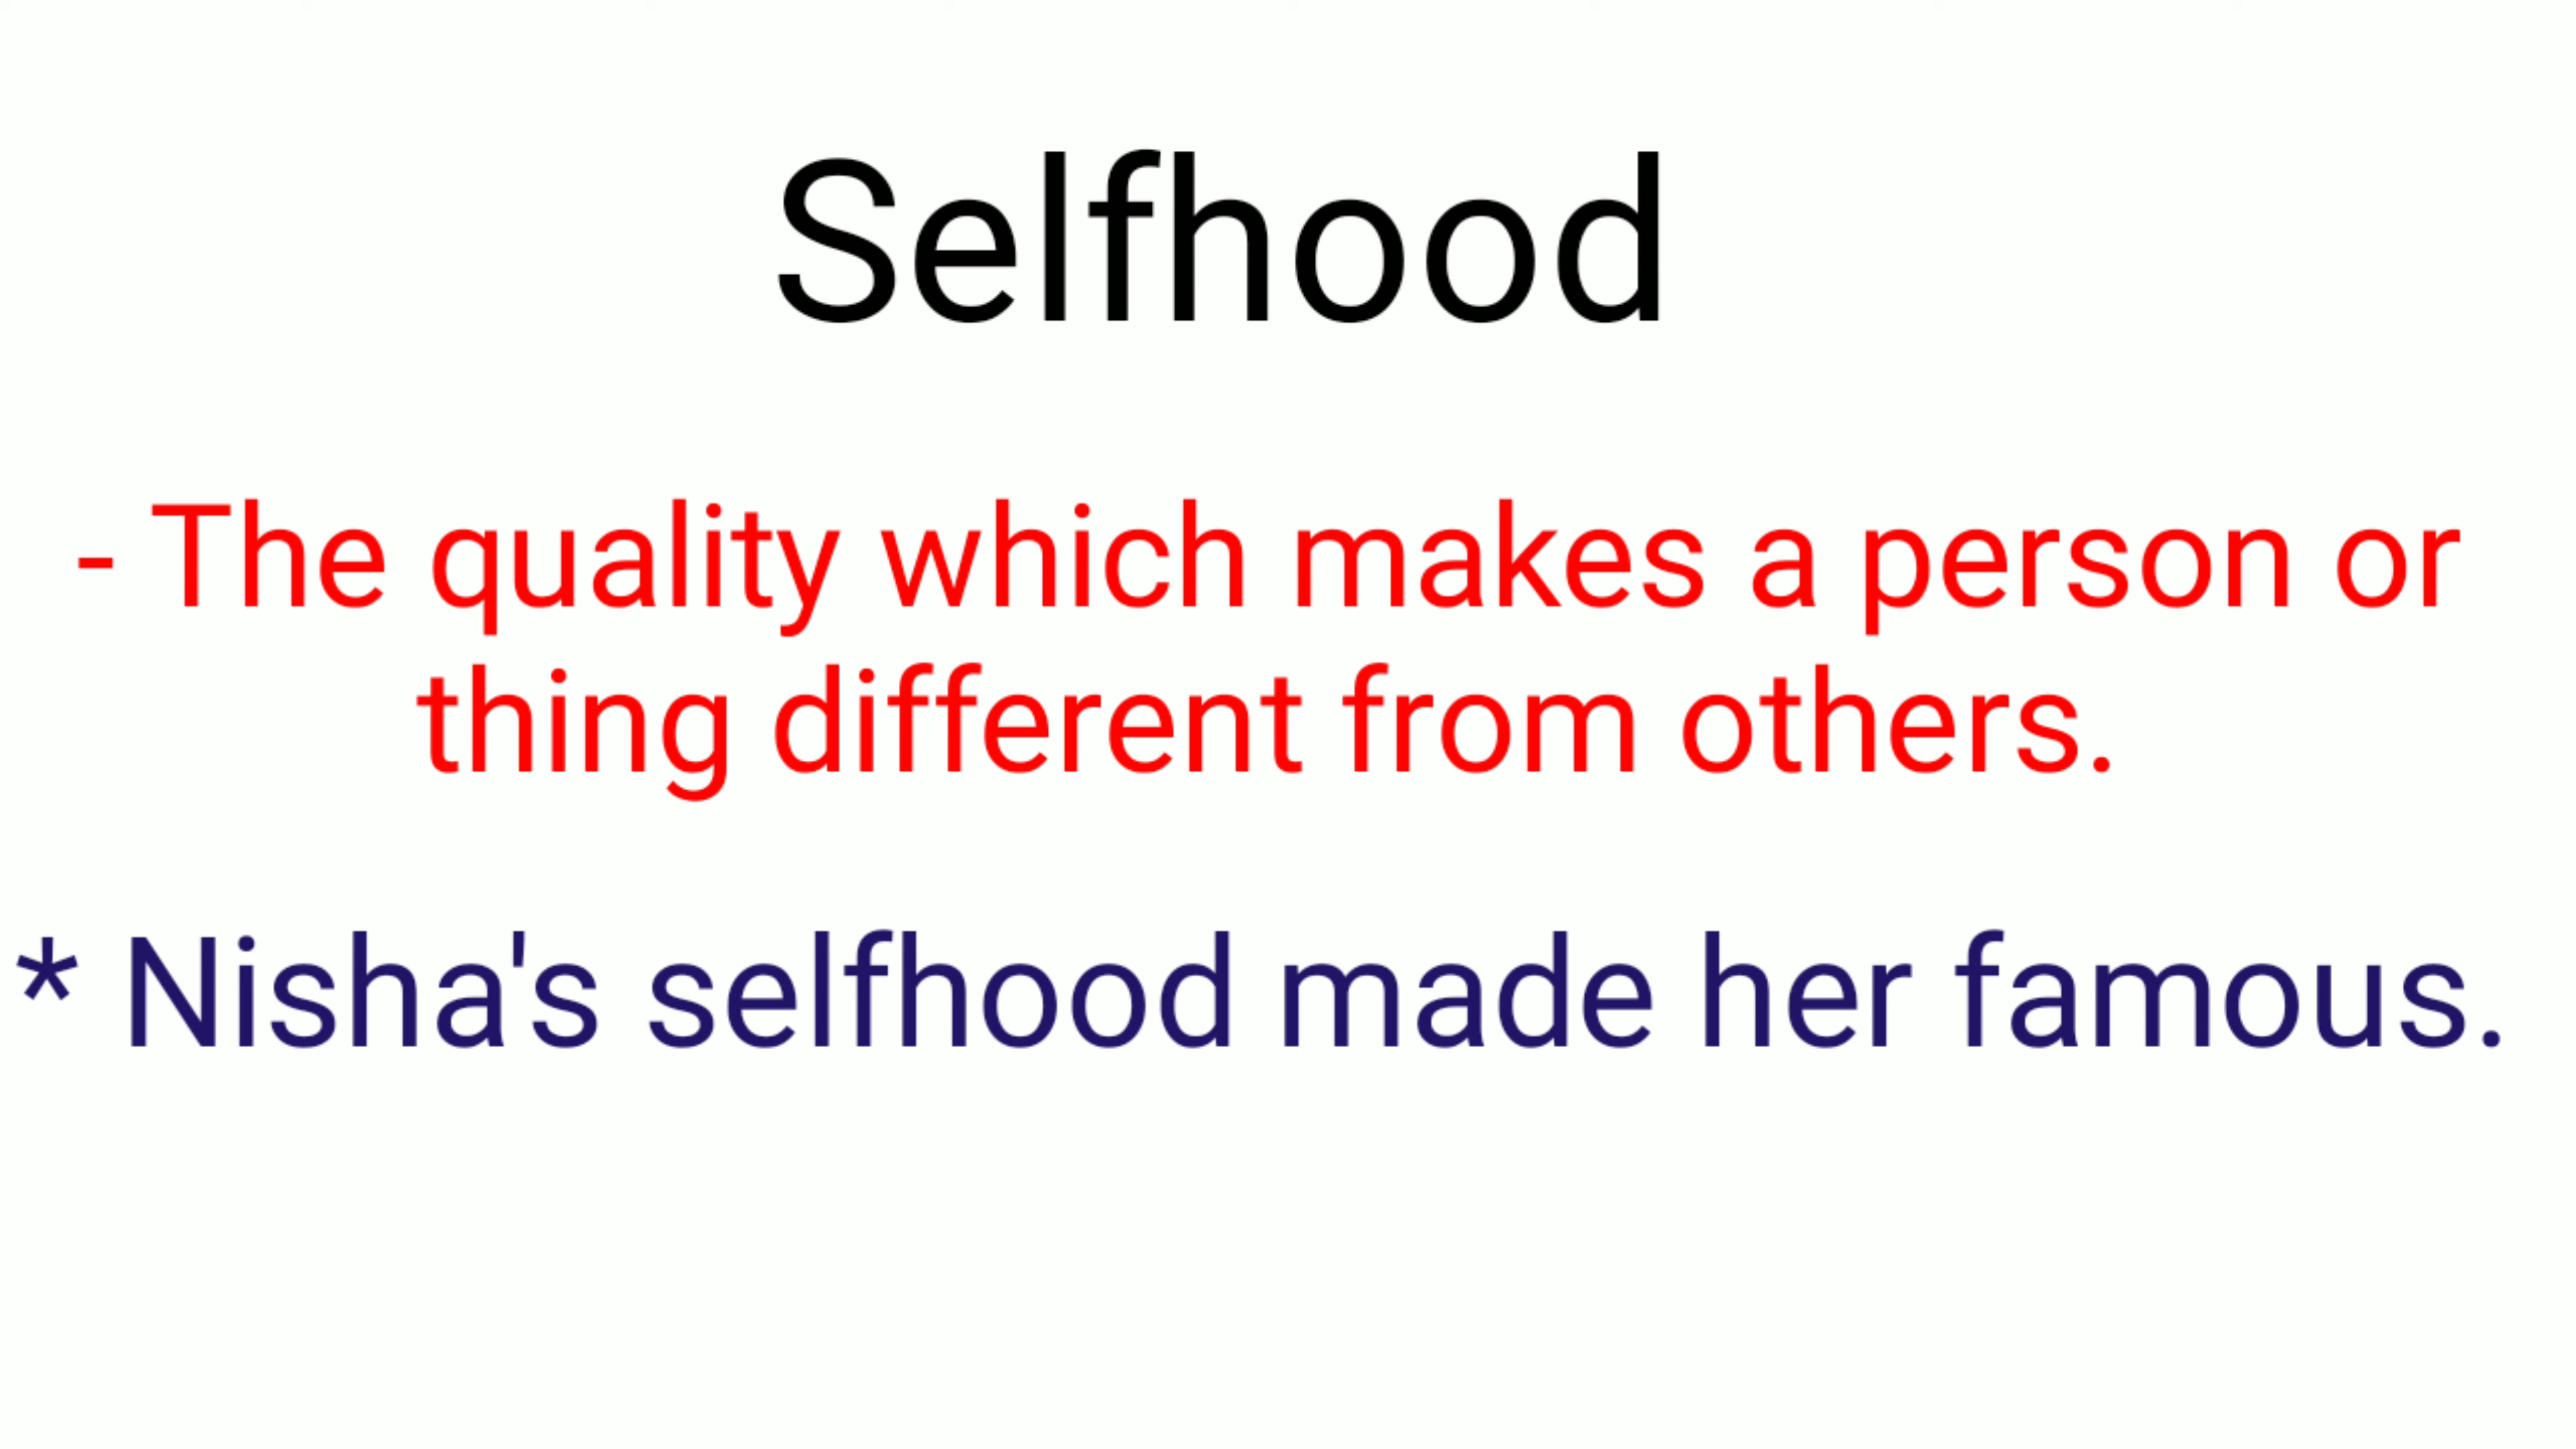 Selfhood
- The quality which makes a person or
thing different from others.
* Nisha's selfhood made her famous.